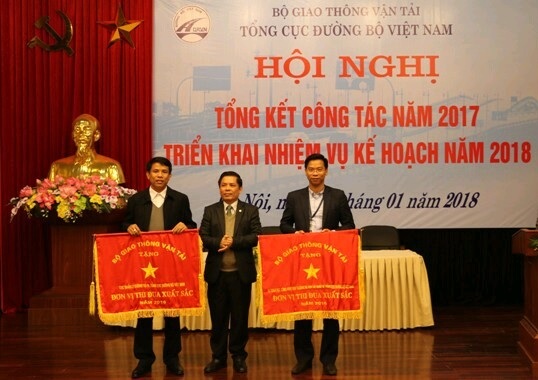 BỘ GIAO THÔNG VẬN TẢI
TỔNG CỤC ĐƯỜNG BỘ VIỆT NAM
HỘI NGHỊ
TỔNG KẾT CÔNG TÁC NĂM 2017
TRIỂN KHAI NHIỆM VỤ KẾ HOẠCH NĂM 2018
Nội, n
tháng 01 năm 2018
BỘ GIAO THÔNG VẬN TẢI
TẶNG
ĐƠN VỊ THI ĐUA XUẤT SẮC
BỘ GIAO THÔNG VẬN TẢI
TẶNG
ĐƠN VỊ THI ĐUA XUẤT SẮC